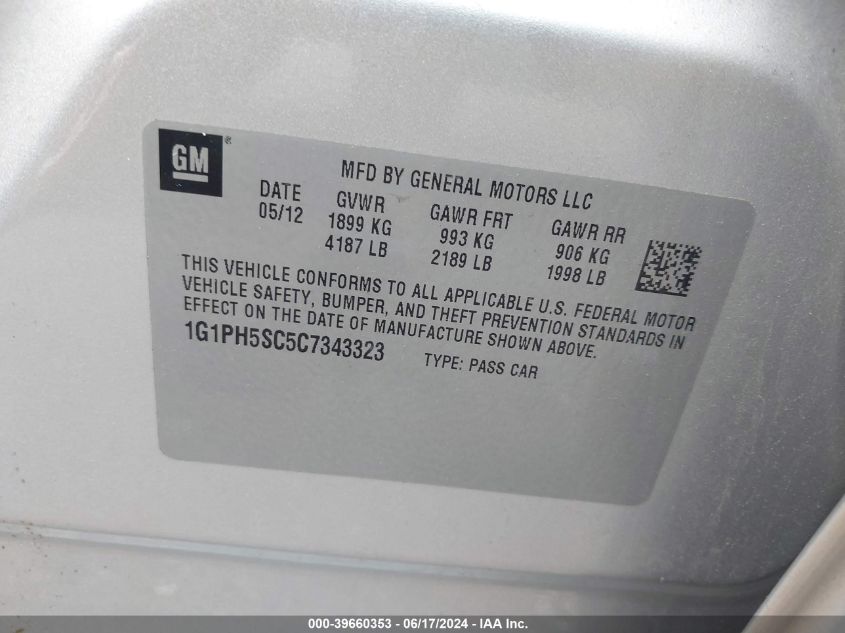 GM®
MFD BY GENERAL MOTORS LLC
DATE GVWR GAWR FRT GAWR RR
05/12 1899 KG 993 KG 906 KG
4187 LB 2189 LB 1998 LB
THIS VEHICLE CONFORMS TO ALL APPLICABLE U.S. FEDERAL MOTOR
VEHICLE SAFETY, BUMPER, AND THEFT PREVENTION STANDARDS IN
EFFECT ON THE DATE OF MANUFACTURE SHOWN ABOVE.
1G1PH5SC5C7343323 TYPE: PASS CAR
000-39660353 - 06/17/2024 - IAA Inc.